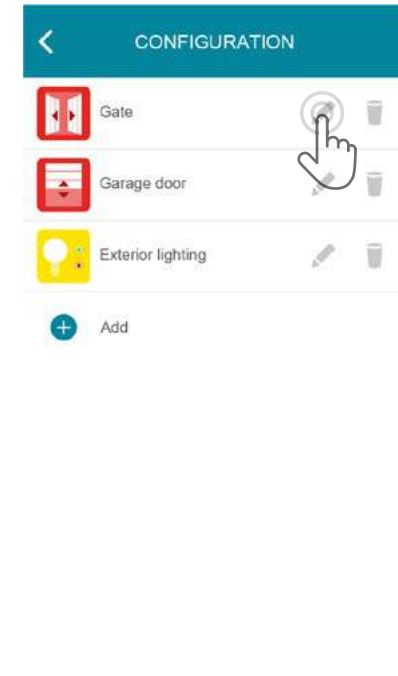 CONFIGURATION
Gate
Garage door
Exterior lighting
Add